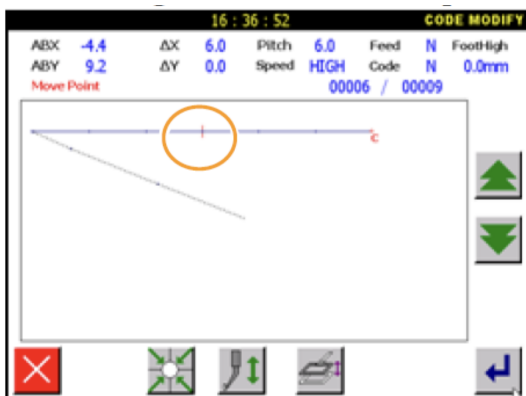 16 : 36 : 52 CODE MODIFY
ABX -4.4 ΔX 6.0 Pitch 6.0 Feed N FootHigh
ABY 9.2 ΔY 0.0 Speed HIGH Code N 0.0mm
Move Point 00006 / 00009
C